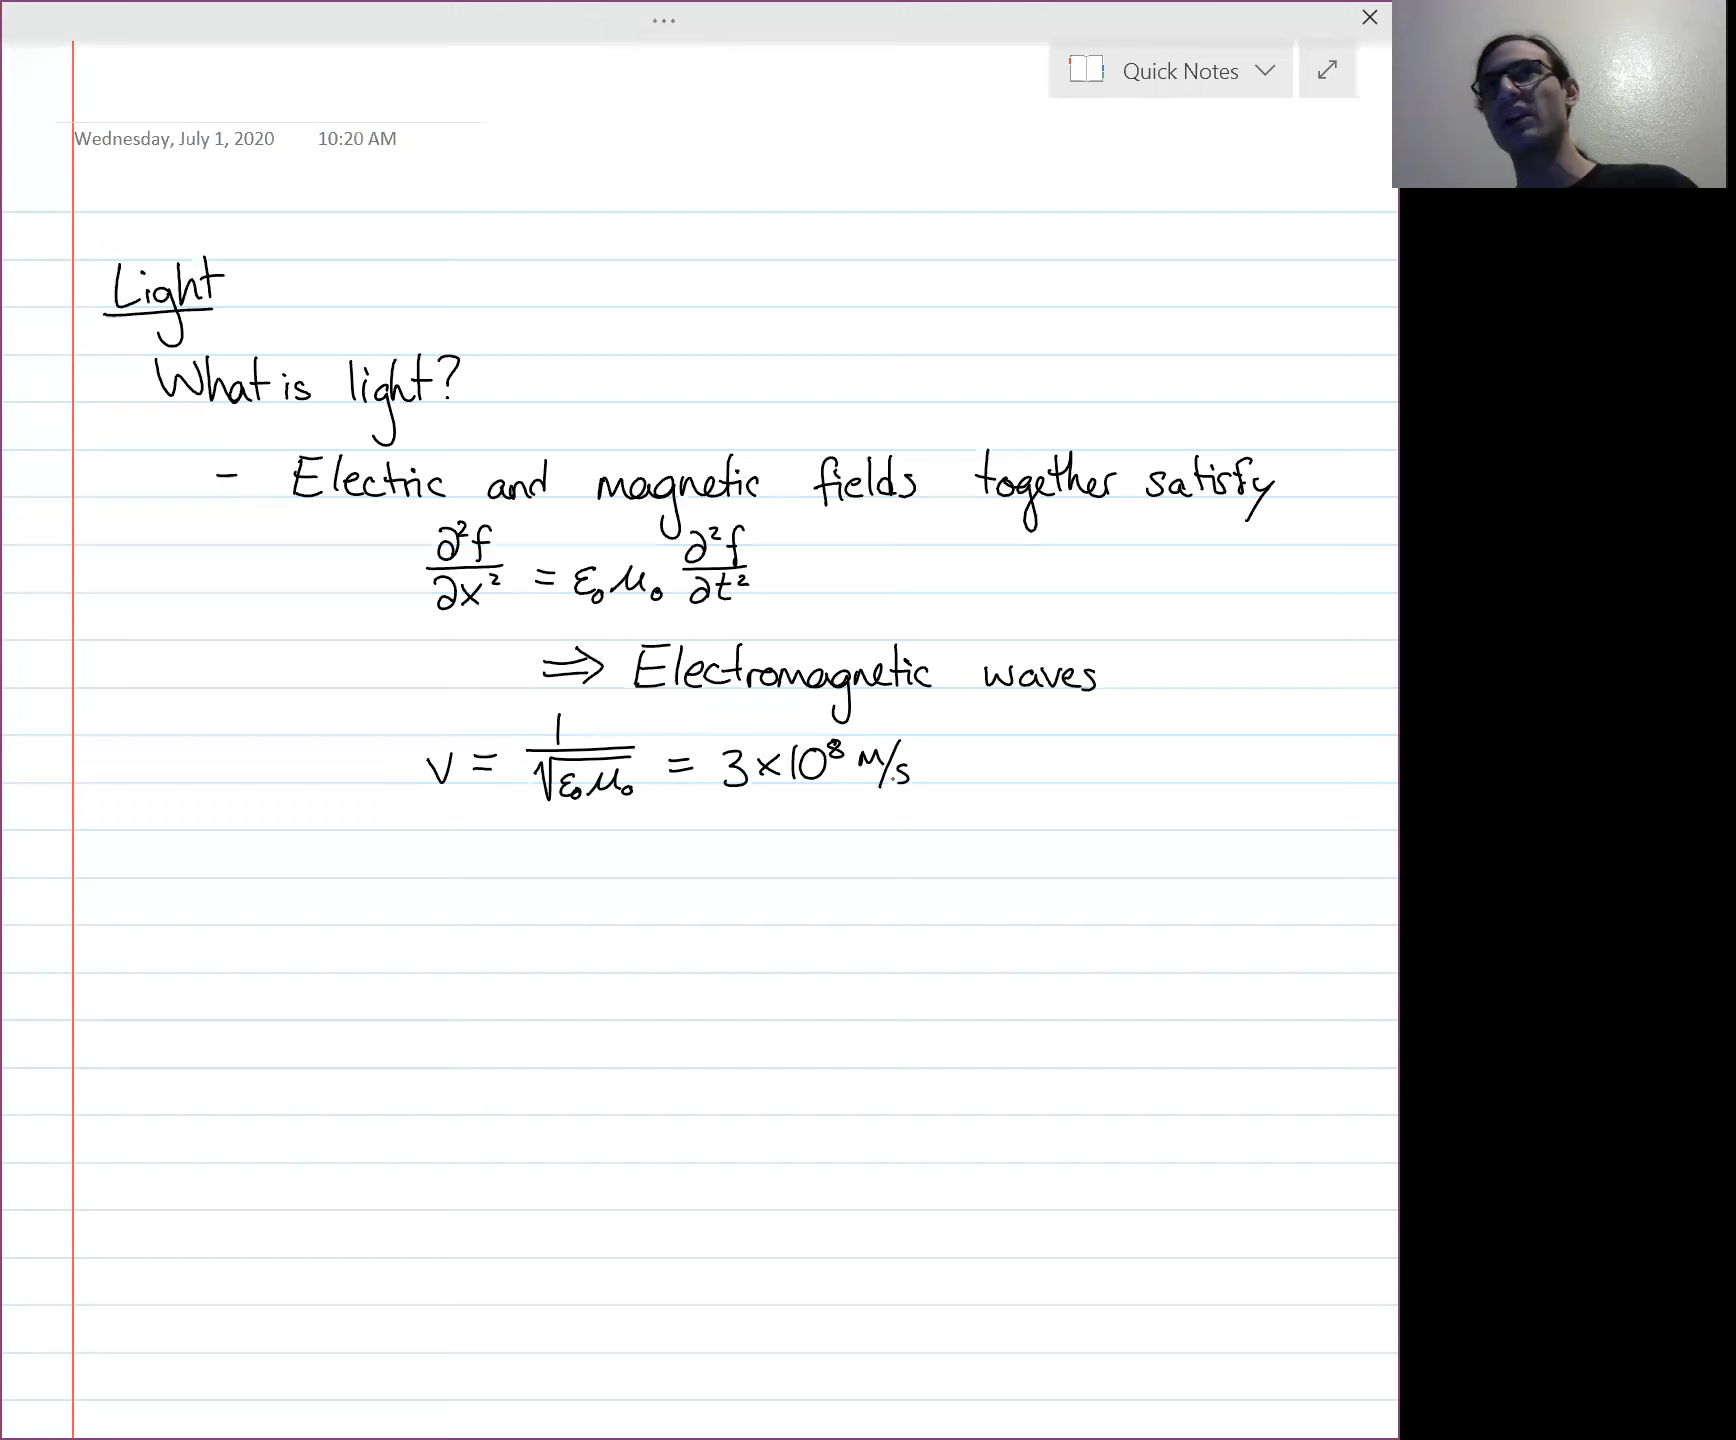 ...
Quick Notes
Wednesday, July 1, 2020 10:20 AM
Light
What is light?
- Electric and magnetic fields together satisfy
∂²f/∂x² = ε₀μ₀ ∂²f/∂t²
⇒ Electromagnetic waves
v = 1/√ε₀μ₀ = 3×10⁸ m/s